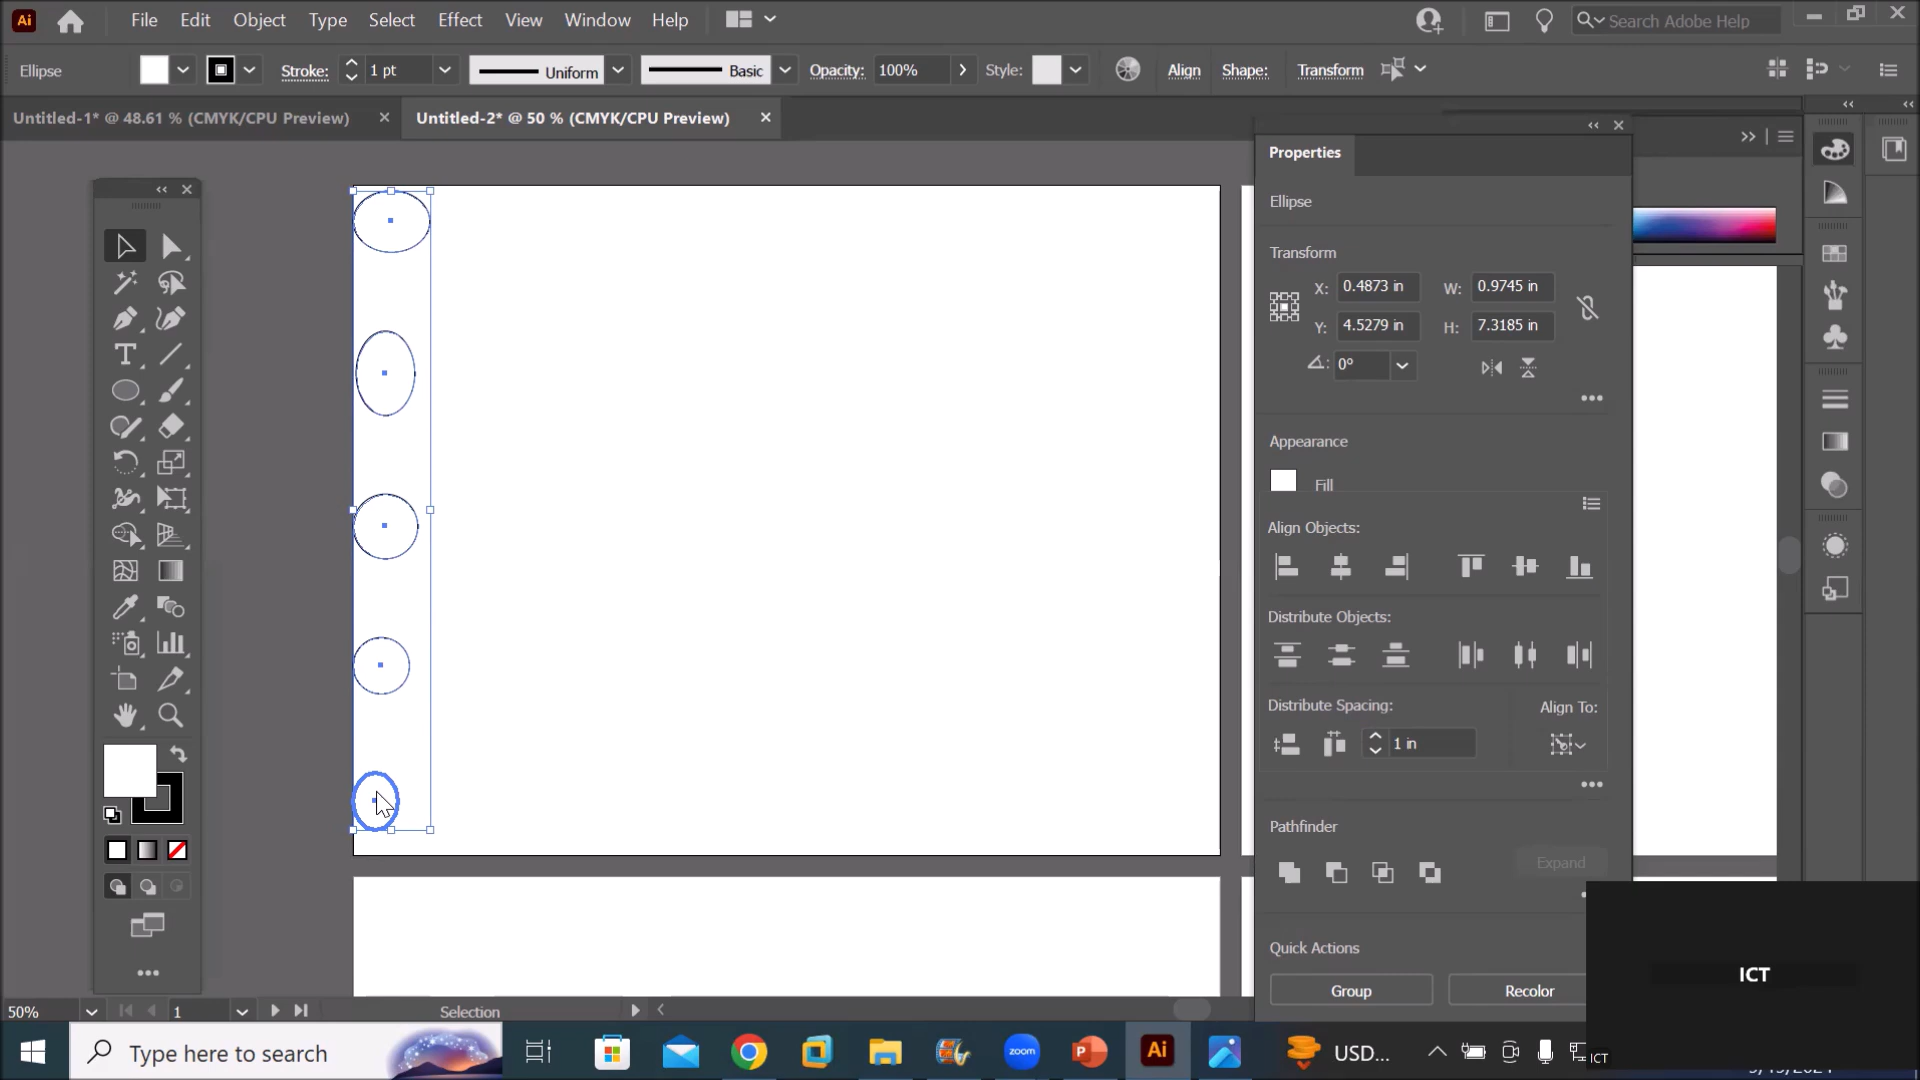 Ai File Edit Object Type Select Effect View Window Help Search Adobe Help
Ellipse Stroke: 1 pt Uniform Basic Opacity: 100% Style: Align Shape: Transform
Untitled-1* @ 48.61 % (CMYK/CPU Preview) Untitled-2* @ 50 % (CMYK/CPU Preview)
Properties
Ellipse
Transform
X: 0.4873 in W: 0.9745 in
Y: 4.5279 in H: 7.3185 in
0°
Appearance
Fill
Align Objects:
Distribute Objects:
Distribute Spacing: Align To:
1 in
Pathfinder
Expand
Quick Actions
Group Recolor
ICT
50% 1 Selection
Type here to search zoom P Ai USD... ICT